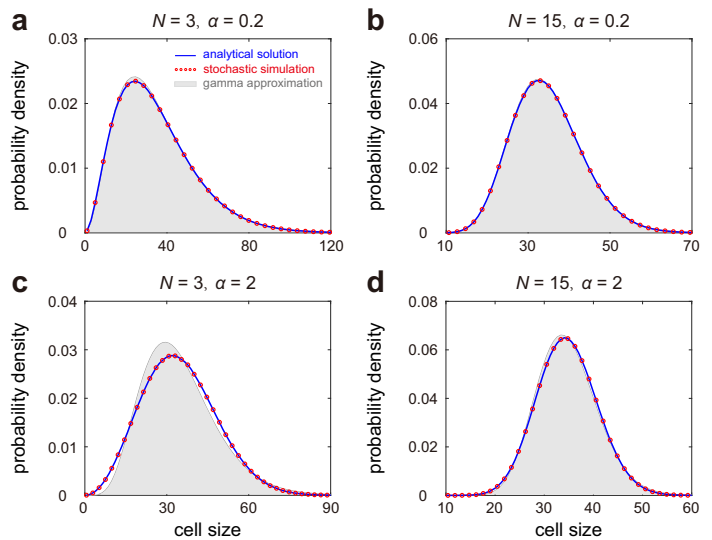 a
N = 3, α = 0.2
probability density
0.03
0.02
0.01
0
0
40
80
120
analytical solution
stochastic simulation
gamma approximation
b
N = 15, α = 0.2
probability density
0.06
0.04
0.02
0
10
30
50
70
c
N = 3, α = 2
probability density
0.04
0.03
0.02
0.01
0
0
30
60
90
cell size
d
N = 15, α = 2
probability density
0.08
0.06
0.04
0.02
0
10
20
30
40
50
60
cell size